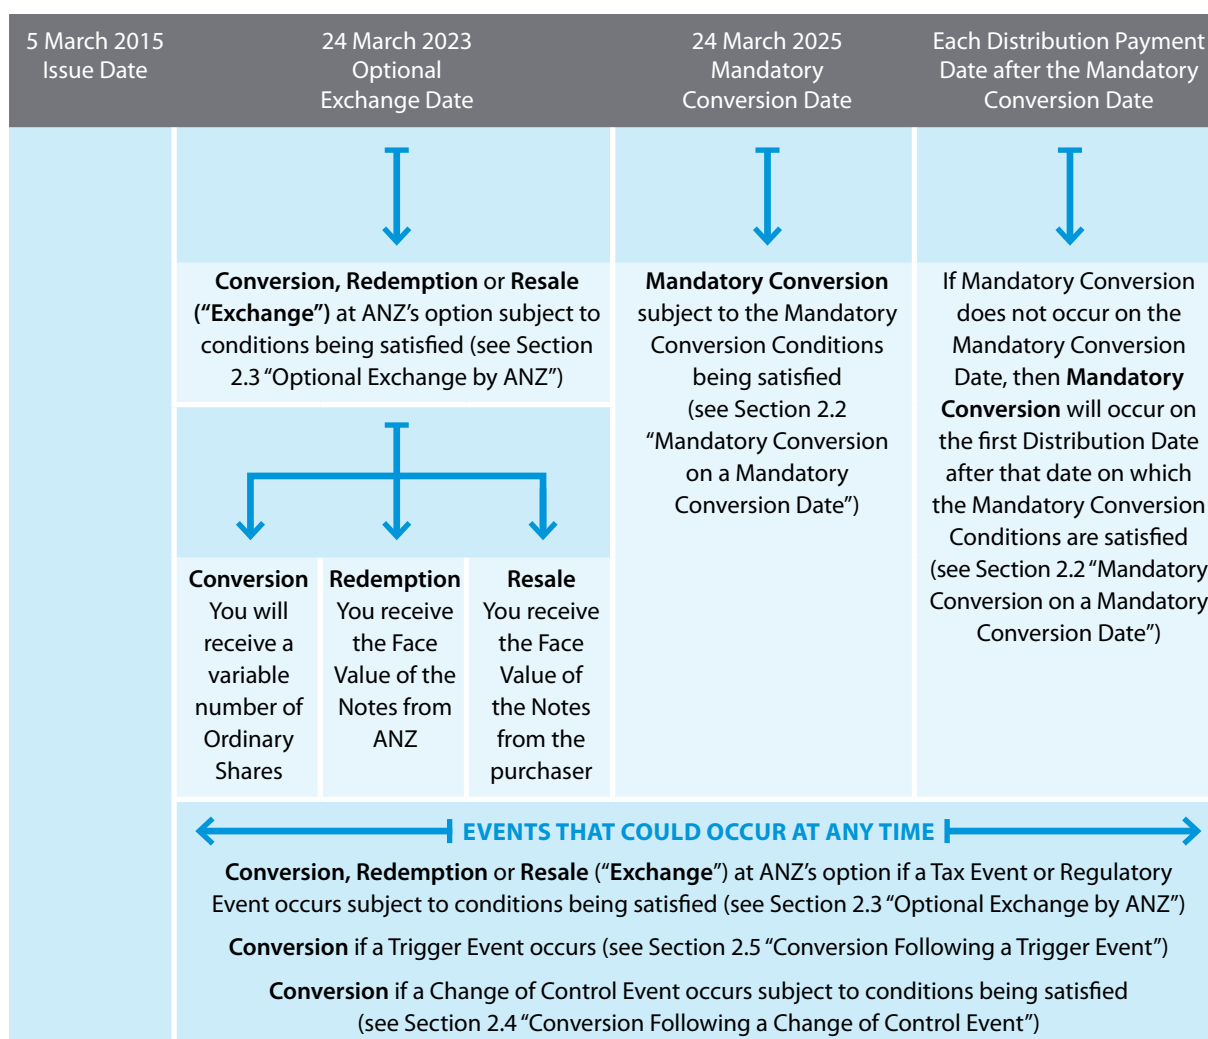 5 March 2015
Issue Date
24 March 2023
Optional
Exchange Date
24 March 2025
Mandatory
Conversion Date
Each Distribution Payment
Date after the Mandatory
Conversion Date
Conversion, Redemption or Resale
(“Exchange”) at ANZ’s option subject to
conditions being satisfied (see Section
2.3 “Optional Exchange by ANZ”)
Conversion
You will
receive a
variable
number of
Ordinary
Shares
Redemption
You receive
the Face
Value of the
Notes from
ANZ
Resale
You receive
the Face
Value of
the Notes
from the
purchaser
Mandatory Conversion
subject to the Mandatory
Conversion Conditions
being satisfied
(see Section 2.2
“Mandatory Conversion
on a Mandatory
Conversion Date”)
If Mandatory Conversion
does not occur on the
Mandatory Conversion
Date, then Mandatory
Conversion will occur on
the first Distribution Date
after that date on which
the Mandatory Conversion
Conditions are satisfied
(see Section 2.2 “Mandatory
Conversion on a Mandatory
Conversion Date”)
EVENTS THAT COULD OCCUR AT ANY TIME
Conversion, Redemption or Resale (“Exchange”) at ANZ’s option if a Tax Event or Regulatory
Event occurs subject to conditions being satisfied (see Section 2.3 “Optional Exchange by ANZ”)
Conversion if a Trigger Event occurs (see Section 2.5 “Conversion Following a Trigger Event”)
Conversion if a Change of Control Event occurs subject to conditions being satisfied
(see Section 2.4 “Conversion Following a Change of Control Event”)